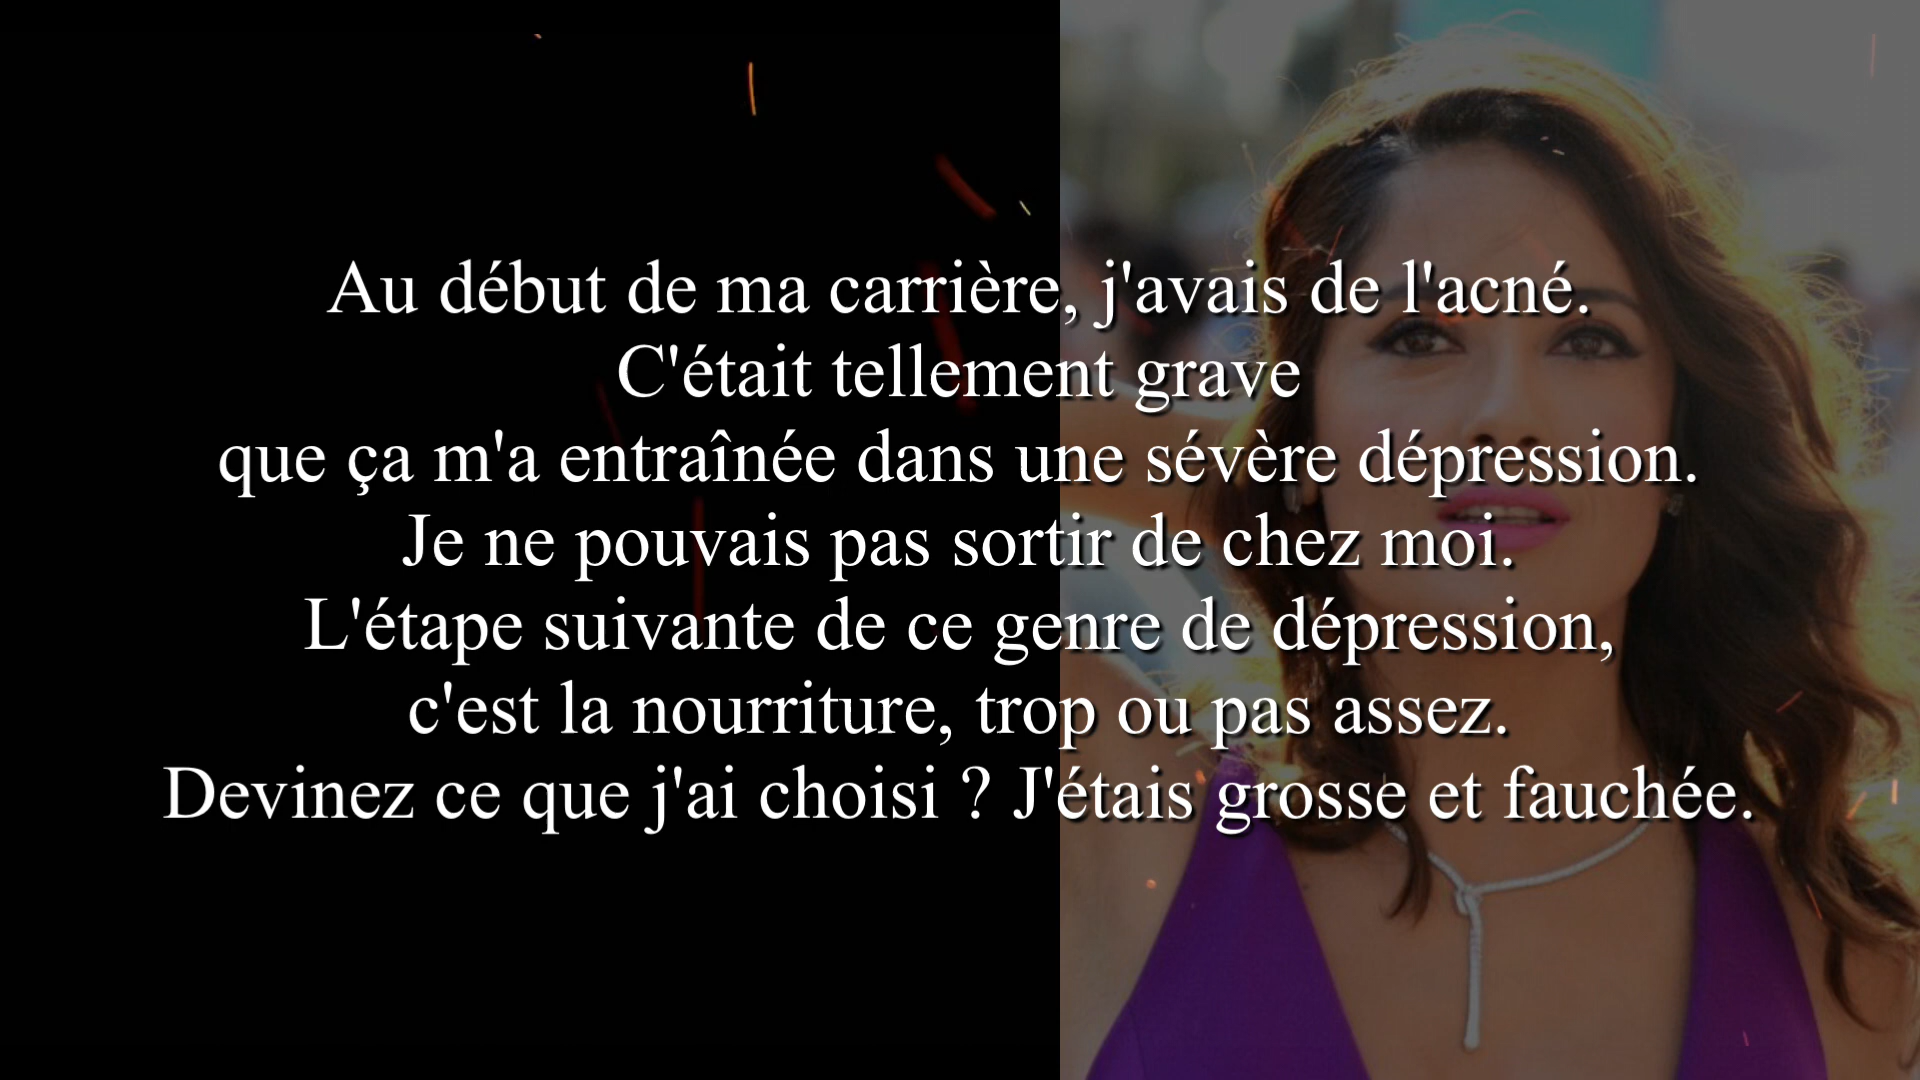 Au début de ma carrière, j'avais de l'acné.
C'était tellement grave
que ça m'a entraînée dans une sévère dépression.
Je ne pouvais pas sortir de chez moi.
L'étape suivante de ce genre de dépression,
c'est la nourriture, trop ou pas assez.
Devinez ce que j'ai choisi ? J'étais grosse et fauchée.